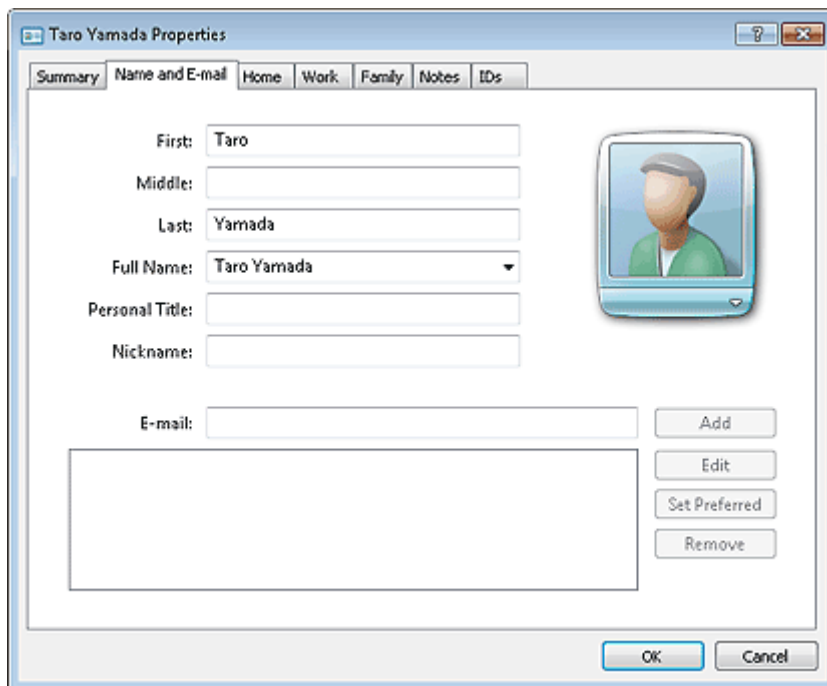 Taro Yamada Properties
Summary Name and E-mail Home Work Family Notes IDs
First: Taro
Middle:
Last: Yamada
Full Name: Taro Yamada
Personal Title:
Nickname:
E-mail: Add
Edit
Set Preferred
Remove
OK Cancel